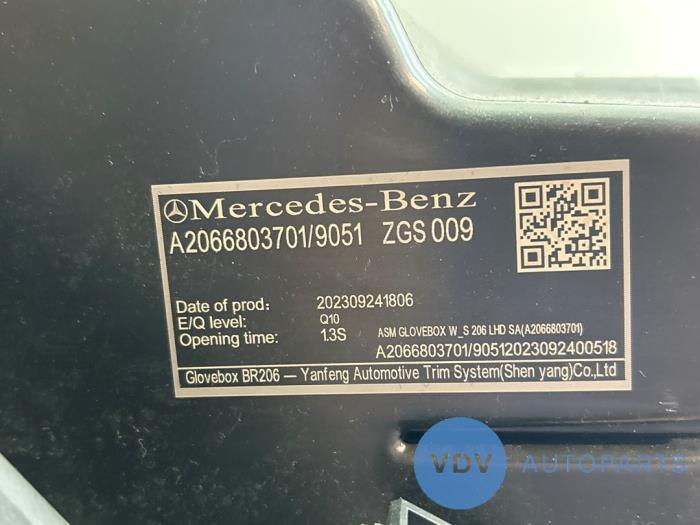 Mercedes-Benz
A2066803701/9051 ZGS 009
Date of prod: 202309241806
E/Q level: Q10
Opening time: 1.3S ASM GLOVEBOX W_S 206 LHD SA(A2066803701)
A2066803701/90512023092400518
Glovebox BR206 — Yanfeng Automotive Trim System(Shen yang)Co.,Ltd
VDV AUTOPARTS